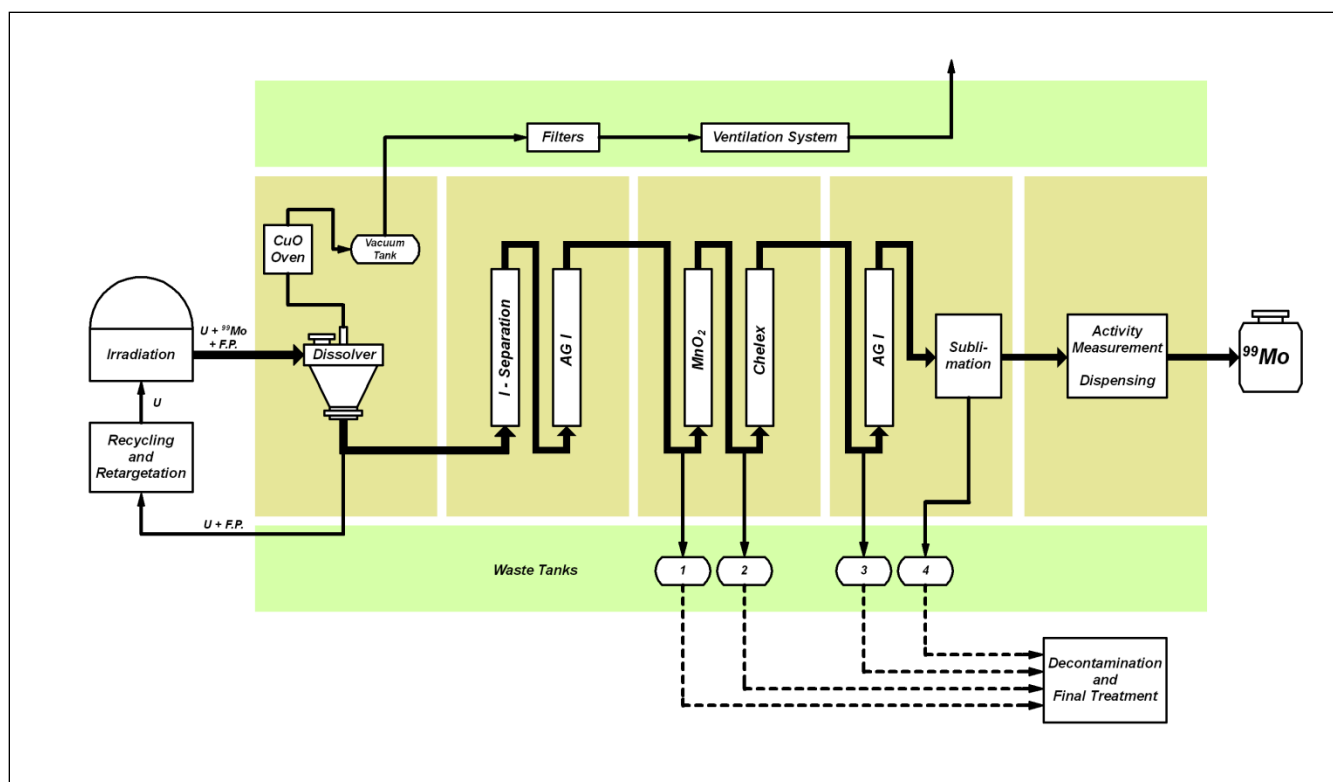 Filters
Ventilation System
CuO
Oven
Vacuum
Tank
Irradiation
U + ⁹⁹Mo
+ F.P.
Dissolver
U
Recycling
and
Retargetation
U + F.P.
I - Separation
AG I
MnO₂
Chelex
AG I
Subli-
mation
Activity
Measurement
Dispensing
⁹⁹Mo
Waste Tanks
1
2
3
4
Decontamination
and
Final Treatment